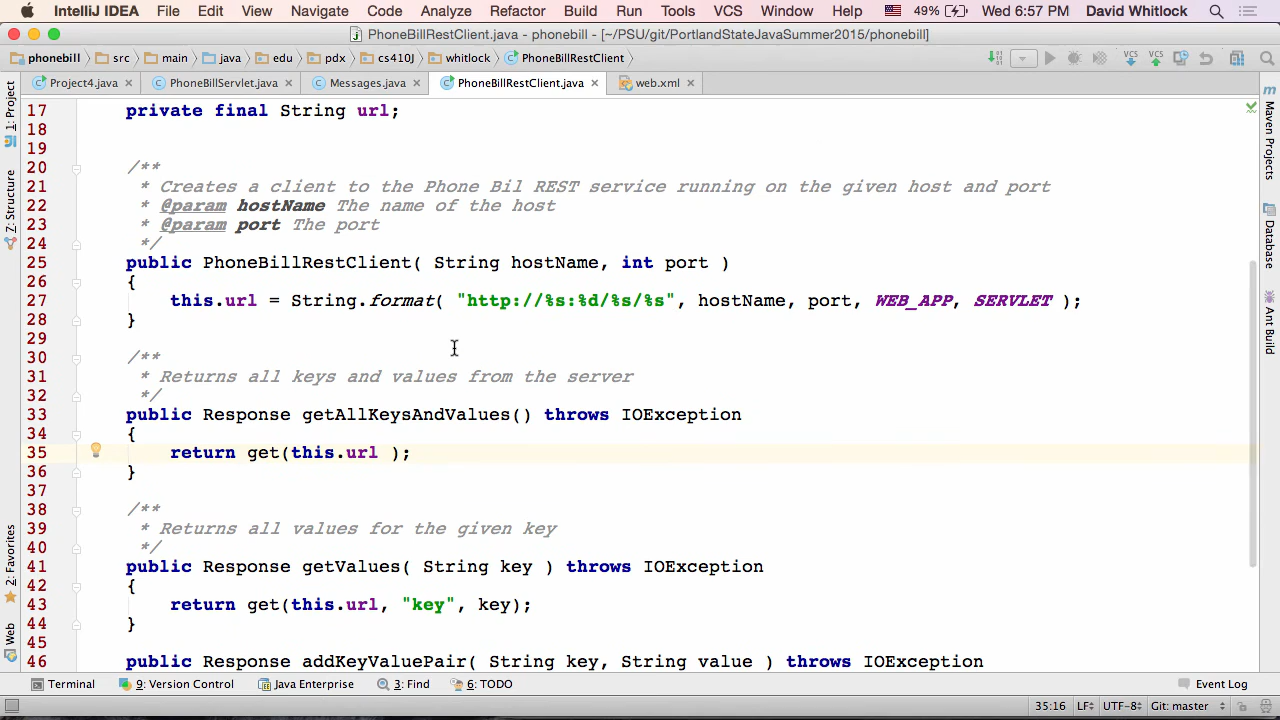 IntelliJ IDEA File Edit View Navigate Code Analyze Refactor Build Run Tools VCS Window Help 49% Wed 6:57 PM David Whitlock
PhoneBillRestClient.java - phonebill - [~/PSU/git/PortlandStateJavaSummer2015/phonebill]
phonebill src main java edu pdx cs410J whitlock PhoneBillRestClient VCS VCS
Project4.java PhoneBillServlet.java Messages.java PhoneBillRestClient.java web.xml
1: Project
Z: Structure
2: Favorites
Web
17 private final String url;
18
19
20 /**
21 * Creates a client to the Phone Bil REST service running on the given host and port
22 * @param hostName The name of the host
23 * @param port The port
24 */
25 public PhoneBillRestClient( String hostName, int port )
26 {
27 this.url = String.format( "http://%s:%d/%s/%s", hostName, port, WEB_APP, SERVLET );
28 }
29
30 /**
31 * Returns all keys and values from the server
32 */
33 public Response getAllKeysAndValues() throws IOException
34 {
35 return get(this.url );
36 }
37
38 /**
39 * Returns all values for the given key
40 */
41 public Response getValues( String key ) throws IOException
42 {
43 return get(this.url, "key", key);
44 }
45
46 public Response addKeyValuePair( String key, String value ) throws IOException
Maven Projects
Database
Ant Build
Terminal 9: Version Control Java Enterprise 3: Find 6: TODO Event Log
35:16 LF UTF-8 Git: master